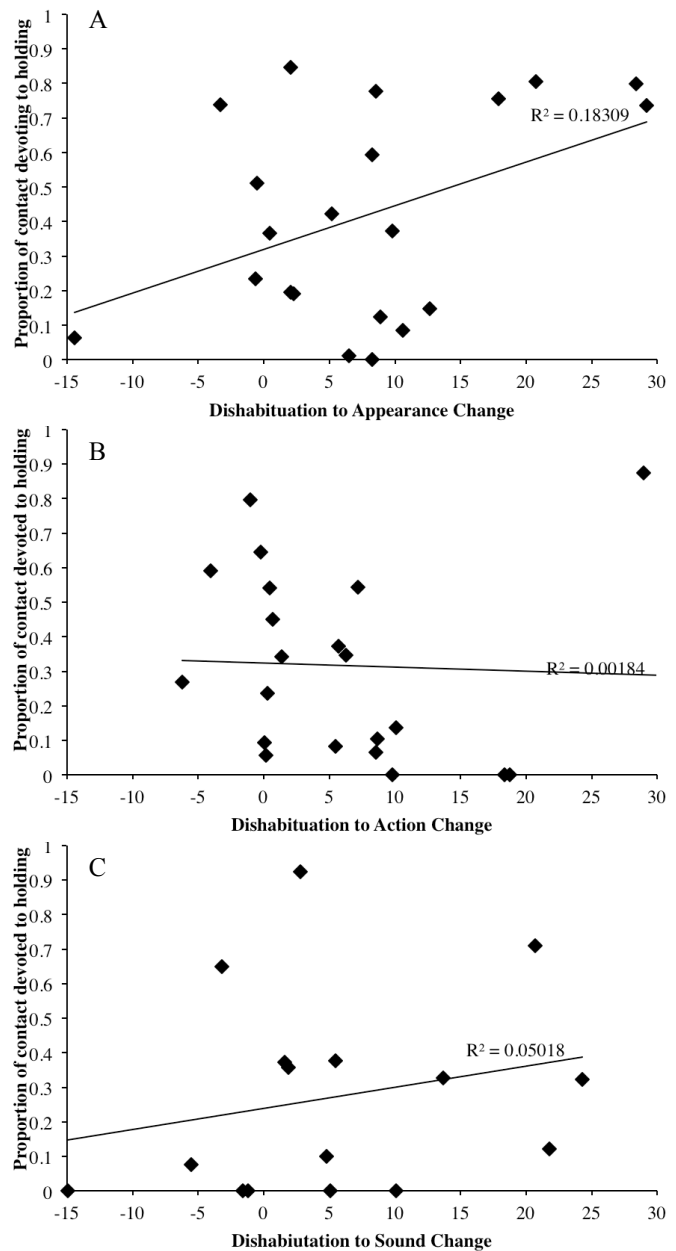 A
Proportion of contact devoting to holding
1
0.9
0.8
0.7
0.6
0.5
0.4
0.3
0.2
0.1
0
R² = 0.18309
-15 -10 -5 0 5 10 15 20 25 30
Dishabituation to Appearance Change
B
Proportion of contact devoted to holding
1
0.9
0.8
0.7
0.6
0.5
0.4
0.3
0.2
0.1
0
R² = 0.00184
-15 -10 -5 0 5 10 15 20 25 30
Dishabituation to Action Change
C
Proportion of contact devoted to holding
1
0.9
0.8
0.7
0.6
0.5
0.4
0.3
0.2
0.1
0
R² = 0.05018
-15 -10 -5 0 5 10 15 20 25 30
Dishabiutation to Sound Change